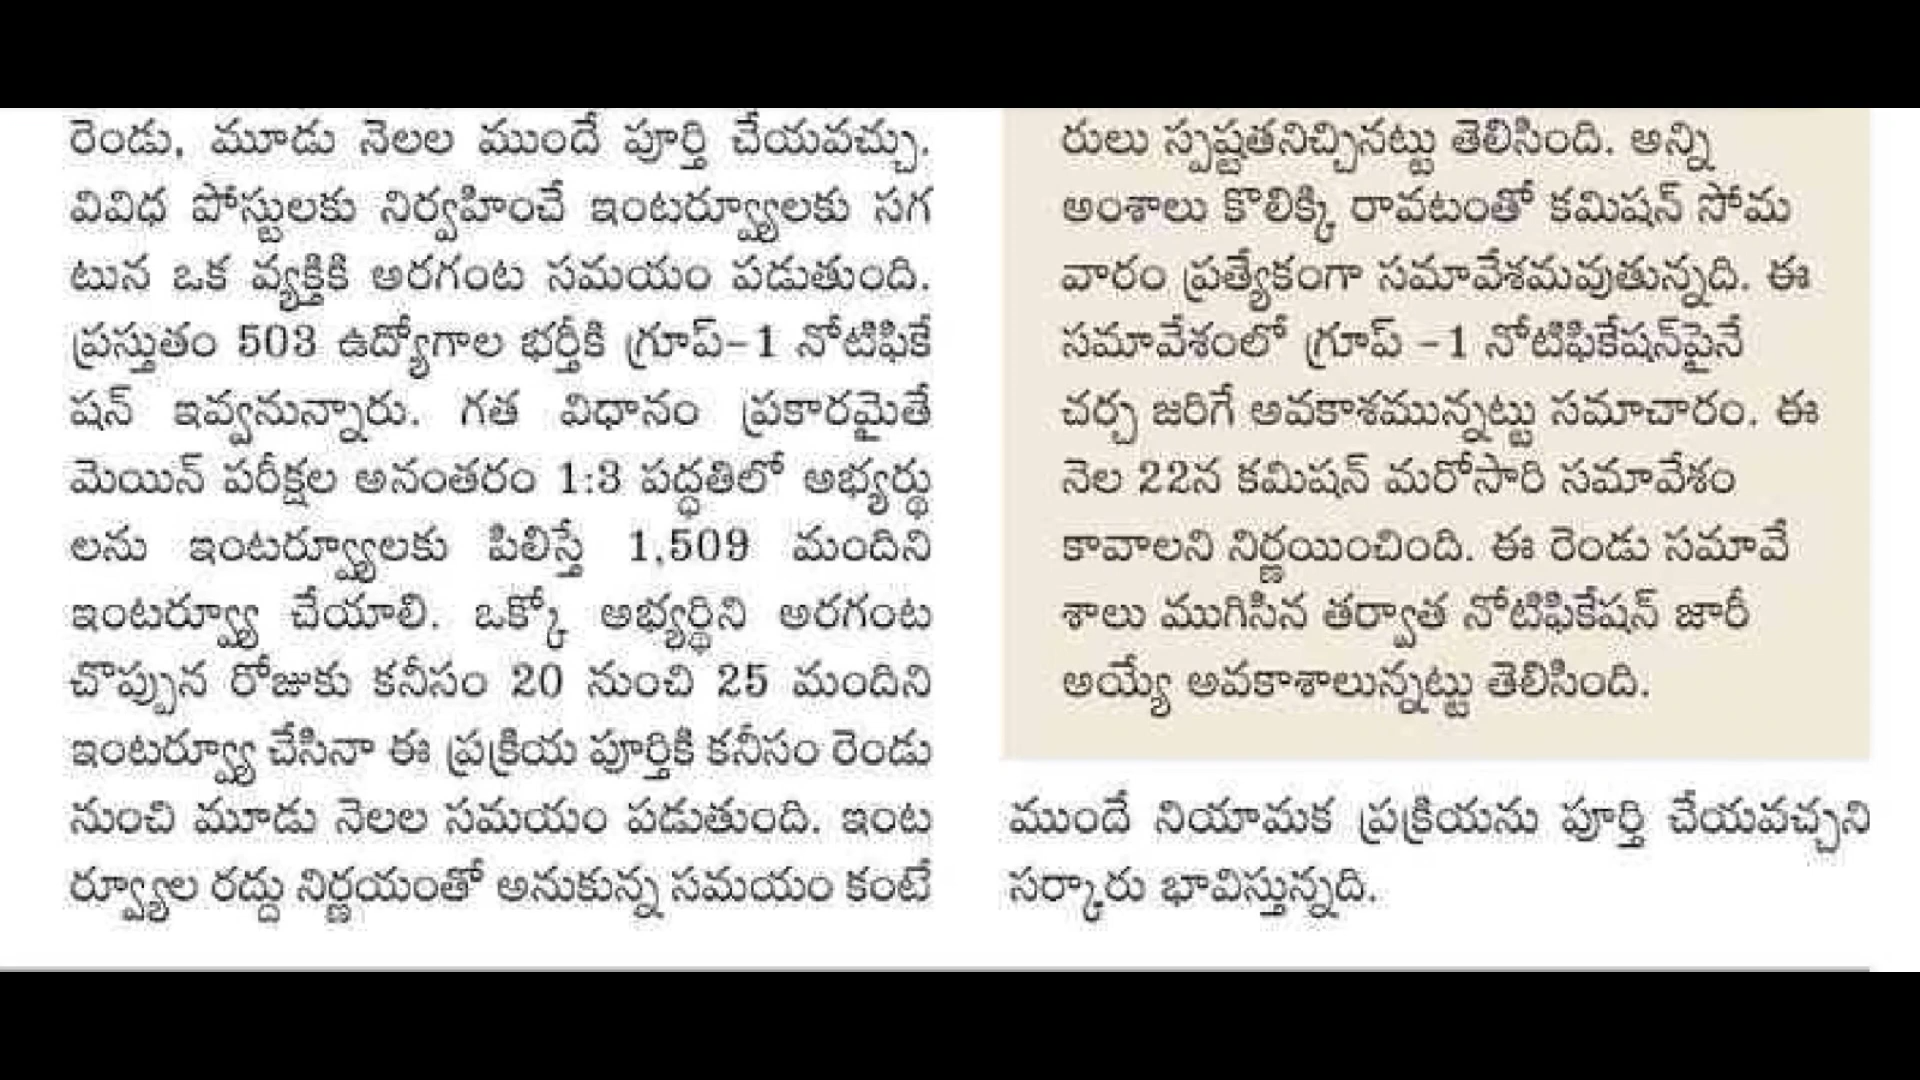 రెండు, మూడు నెలల ముందే పూర్తి చేయవచ్చు.
వివిధ పోస్టులకు నిర్వహించే ఇంటర్వ్యూలకు సగ
టున ఒక వ్యక్తికి అరగంట సమయం పడుతుంది.
ప్రస్తుతం 503 ఉద్యోగాల భర్తీకి గ్రూప్-1 నోటిఫికే
షన్ ఇవ్వనున్నారు. గత విధానం ప్రకారమైతే
మెయిన్ పరీక్షల అనంతరం 1:3 పద్ధతిలో అభ్యర్థు
లను ఇంటర్వ్యూలకు పిలిస్తే 1,509 మందిని
ఇంటర్వ్యూ చేయాలి. ఒక్కో అభ్యర్థిని అరగంట
చొప్పున రోజుకు కనీసం 20 నుంచి 25 మందిని
ఇంటర్వ్యూ చేసినా ఈ ప్రక్రియ పూర్తికి కనీసం రెండు
నుంచి మూడు నెలల సమయం పడుతుంది. ఇంట
ర్వ్యూల రద్దు నిర్ణయంతో అనుకున్న సమయం కంటే
రులు స్పష్టతనిచ్చినట్టు తెలిసింది. అన్ని
అంశాలు కొలిక్కి రావటంతో కమిషన్ సోమ
వారం ప్రత్యేకంగా సమావేశమవుతున్నది. ఈ
సమావేశంలో గ్రూప్ -1 నోటిఫికేషన్‌పైనే
చర్చ జరిగే అవకాశమున్నట్టు సమాచారం. ఈ
నెల 22న కమిషన్ మరోసారి సమావేశం
కావాలని నిర్ణయించింది. ఈ రెండు సమావే
శాలు ముగిసిన తర్వాత నోటిఫికేషన్ జారీ
అయ్యే అవకాశాలున్నట్టు తెలిసింది.
ముందే నియామక ప్రక్రియను పూర్తి చేయవచ్చని
సర్కారు భావిస్తున్నది.